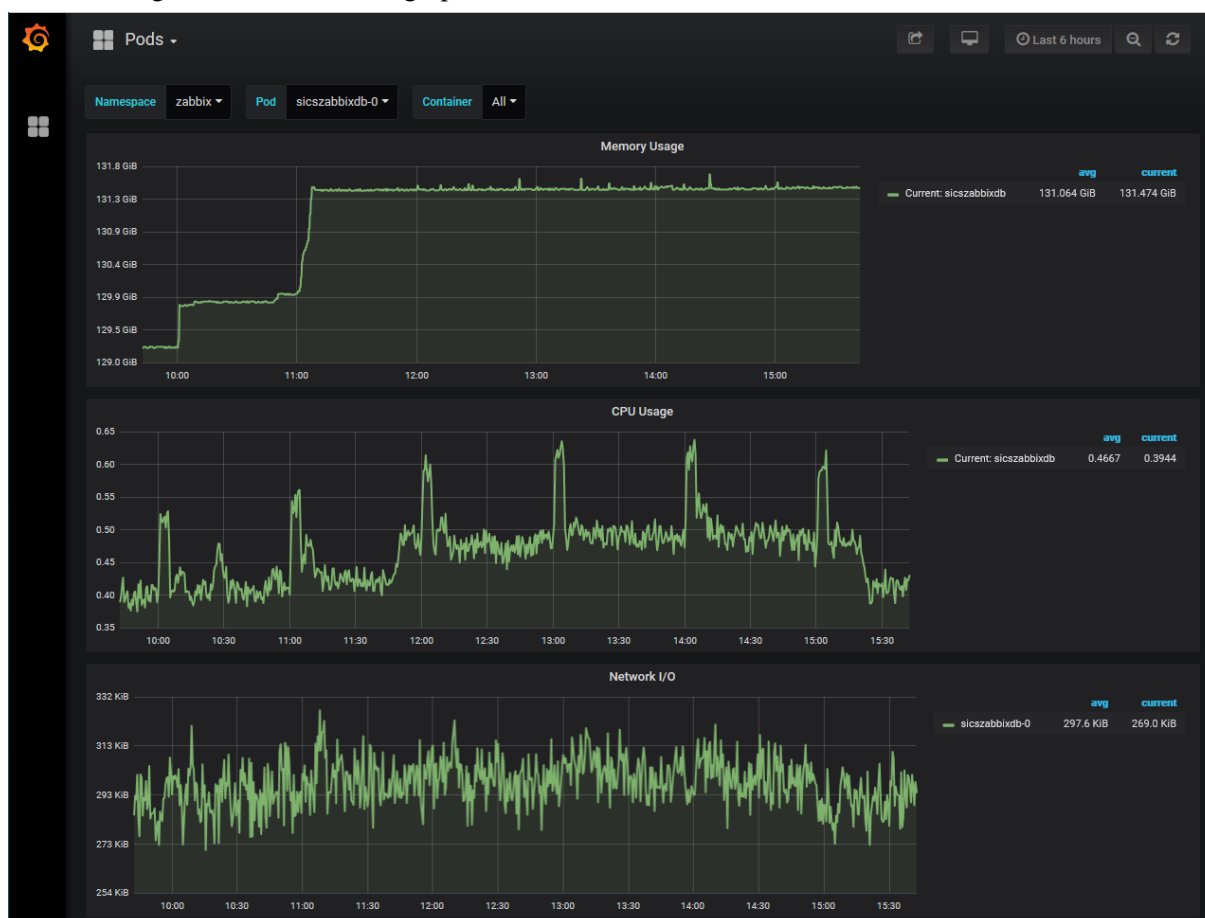 Pods
Last 6 hours
Namespace zabbix Pod sicszabbixdb-0 Container All
Memory Usage
131.8 GiB
131.3 GiB
130.9 GiB
130.4 GiB
129.9 GiB
129.5 GiB
129.0 GiB
10:00 11:00 12:00 13:00 14:00 15:00
avg current
Current: sicszabbixdb 131.064 GiB 131.474 GiB
CPU Usage
0.65
0.60
0.55
0.50
0.45
0.40
0.35
10:00 10:30 11:00 11:30 12:00 12:30 13:00 13:30 14:00 14:30 15:00 15:30
avg current
Current: sicszabbixdb 0.4667 0.3944
Network I/O
332 KiB
313 KiB
293 KiB
273 KiB
254 KiB
10:00 10:30 11:00 11:30 12:00 12:30 13:00 13:30 14:00 14:30 15:00 15:30
avg current
sicszabbixdb-0 297.6 KiB 269.0 KiB